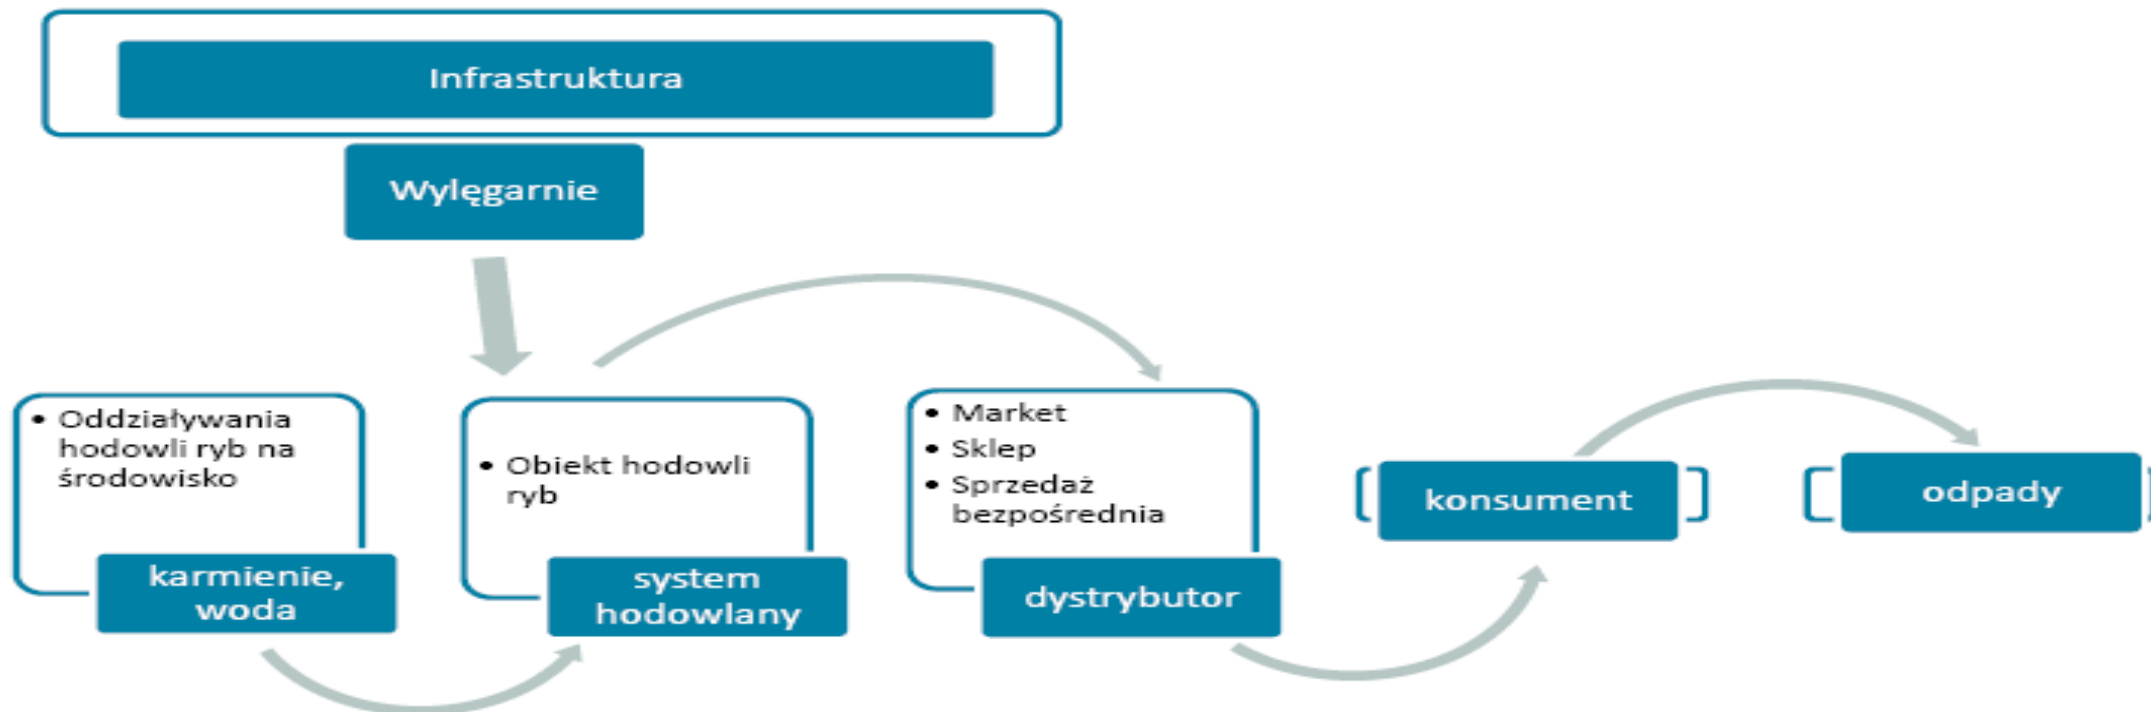 Infrastruktura
Wylęgarnie
• Oddziaływania
hodowli ryb na
środowisko
karmienie,
woda
• Obiekt hodowli
ryb
system
hodowlany
• Market
• Sklep
• Sprzedaż
bezpośrednia
dystrybutor
konsument
odpady